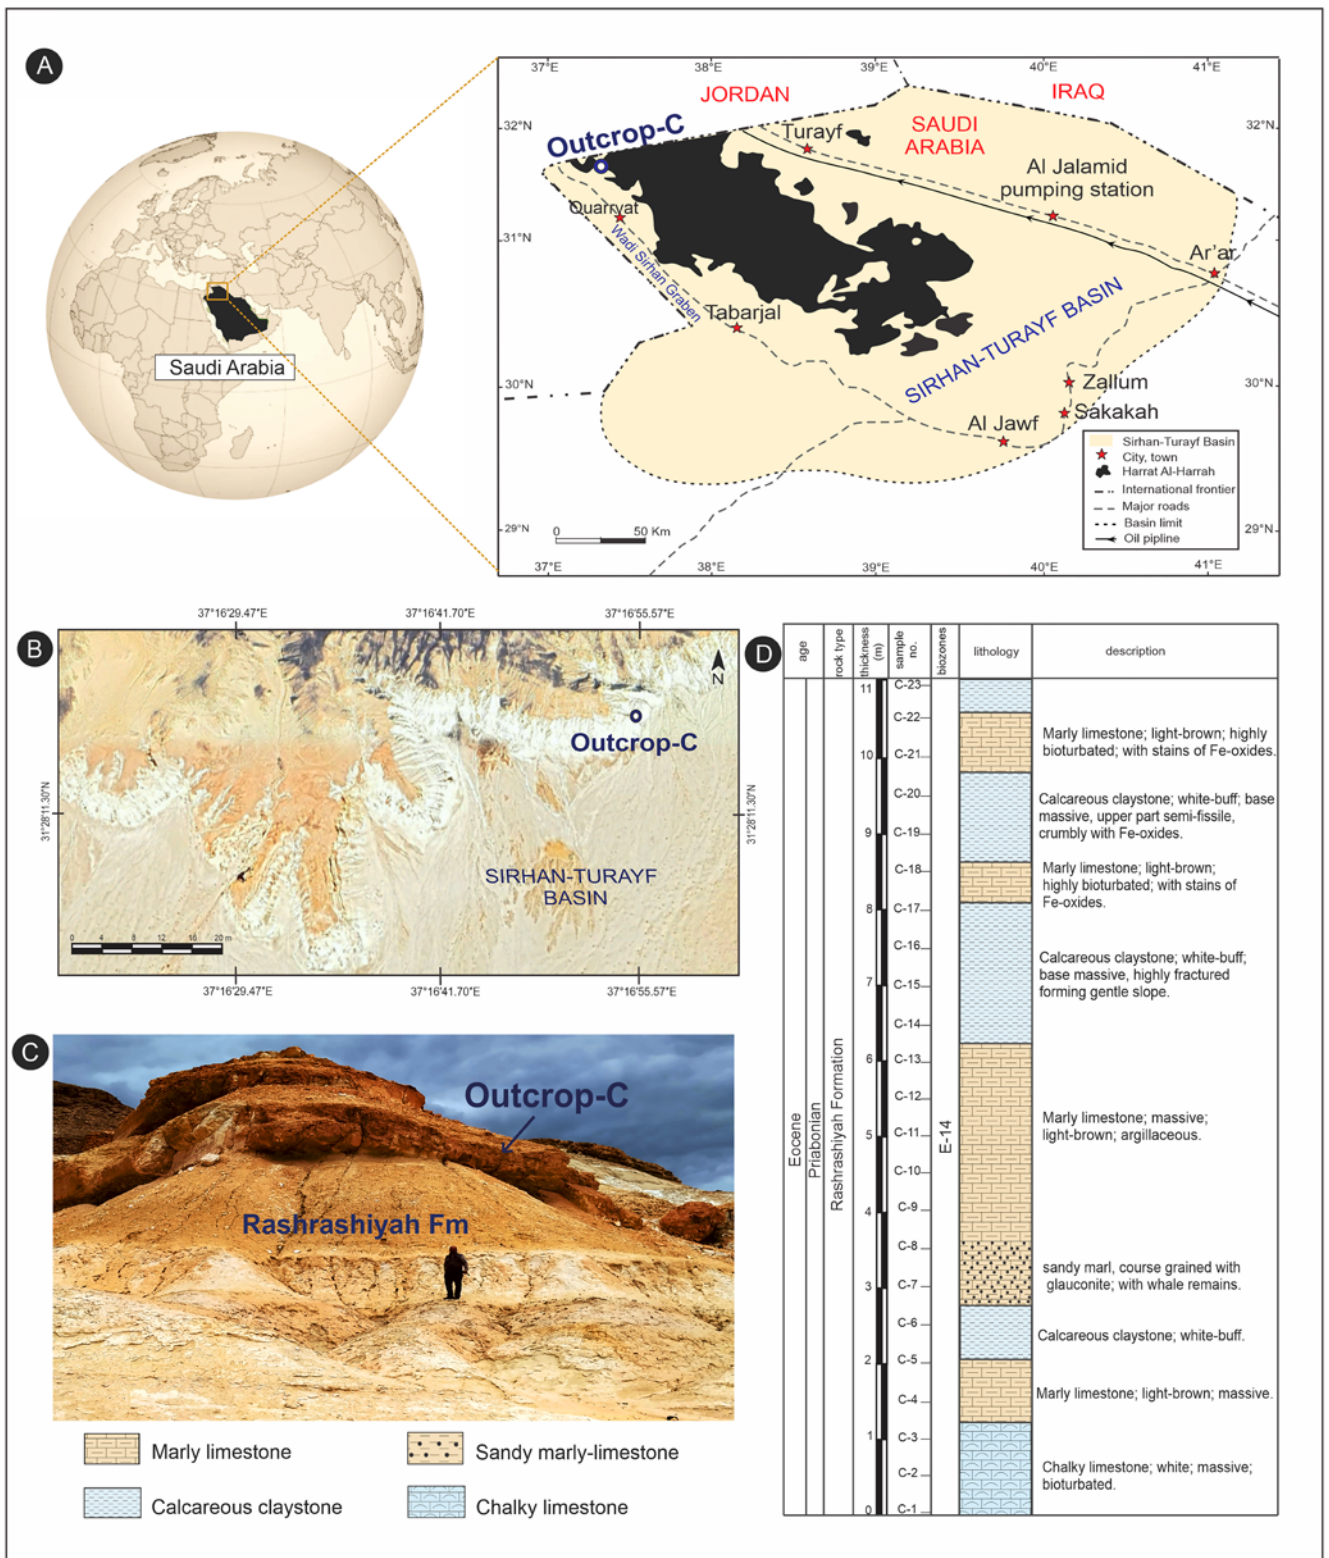 A
37°E 38°E 39°E 40°E 41°E
JORDAN
IRAQ
32°N
32°N
Outcrop-C
Turayf
SAUDI
ARABIA
Al Jalamid
pumping station
Quarryat
31°N
Wadi Sirhan Graben
Ar'ar
Tabarjal
SIRHAN-TURAYF BASIN
Saudi Arabia
30°N
30°N
Zallum
Sakakah
Al Jawf
Sirhan-Turayf Basin
City, town
Harrat Al-Harrah
International frontier
Major roads
Basin limit
Oil pipline
29°N
29°N
0 50 Km
37°E 38°E 39°E 40°E 41°E
B
37°16'29.47"E 37°16'41.70"E 37°16'55.57"E
N
Outcrop-C
31°28'11.30"N
31°28'11.30"N
SIRHAN-TURAYF
BASIN
0 4 8 12 16 20 m
37°16'29.47"E 37°16'41.70"E 37°16'55.57"E
C
Outcrop-C
Rashrashiyah Fm
Marly limestone
Sandy marly-limestone
Calcareous claystone
Chalky limestone
D
age
rock type
thickness
(m)
sample
no.
biozones
lithology
description
Eocene
Priabonian
Rashrashiyah Formation
11
10
9
8
7
6
5
4
3
2
1
0
C-23
C-22
C-21
C-20
C-19
C-18
C-17
C-16
C-15
C-14
C-13
C-12
C-11
C-10
C-9
C-8
C-7
C-6
C-5
C-4
C-3
C-2
C-1
E-14
Marly limestone; light-brown; highly
bioturbated; with stains of Fe-oxides.
Calcareous claystone; white-buff; base
massive, upper part semi-fissile,
crumbly with Fe-oxides.
Marly limestone; light-brown;
highly bioturbated; with stains of
Fe-oxides.
Calcareous claystone; white-buff;
base massive, highly fractured
forming gentle slope.
Marly limestone; massive;
light-brown; argillaceous.
sandy marl, course grained with
glauconite; with whale remains.
Calcareous claystone; white-buff.
Marly limestone; light-brown; massive.
Chalky limestone; white; massive;
bioturbated.